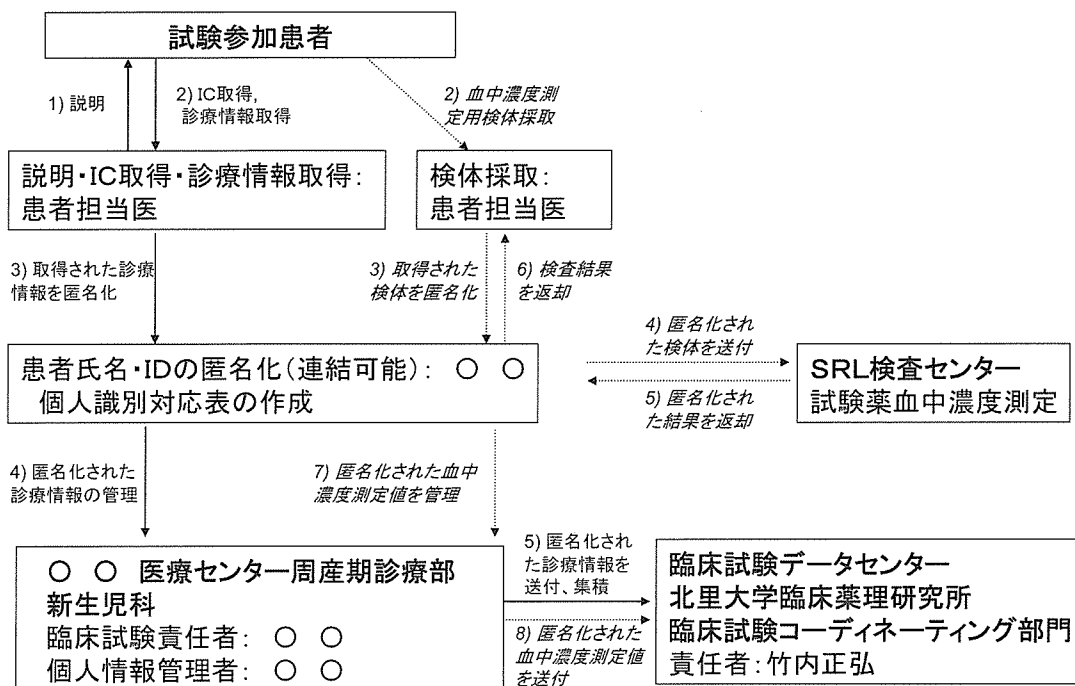 試験参加患者
1) 説明
2) IC取得,
診療情報取得
2) 血中濃度測
定用検体採取
説明・IC取得・診療情報取得:
患者担当医
検体採取:
患者担当医
3) 取得された診療
情報を匿名化
3) 取得された
検体を匿名化
6) 検査結果
を返却
患者氏名・IDの匿名化(連結可能): ○ ○
個人識別対応表の作成
4) 匿名化され
た検体を送付
5) 匿名化され
た結果を返却
SRL検査センター
試験薬血中濃度測定
4) 匿名化された
診療情報の管理
7) 匿名化された血中
濃度測定値を管理
○ ○ 医療センター周産期診療部
新生児科
臨床試験責任者: ○ ○
個人情報管理者: ○ ○
5) 匿名化され
た診療情報を
送付、集積
8) 匿名化された
血中濃度測定値
を送付
臨床試験データセンター
北里大学臨床薬理研究所
臨床試験コーディネーティング部門
責任者:竹内正弘